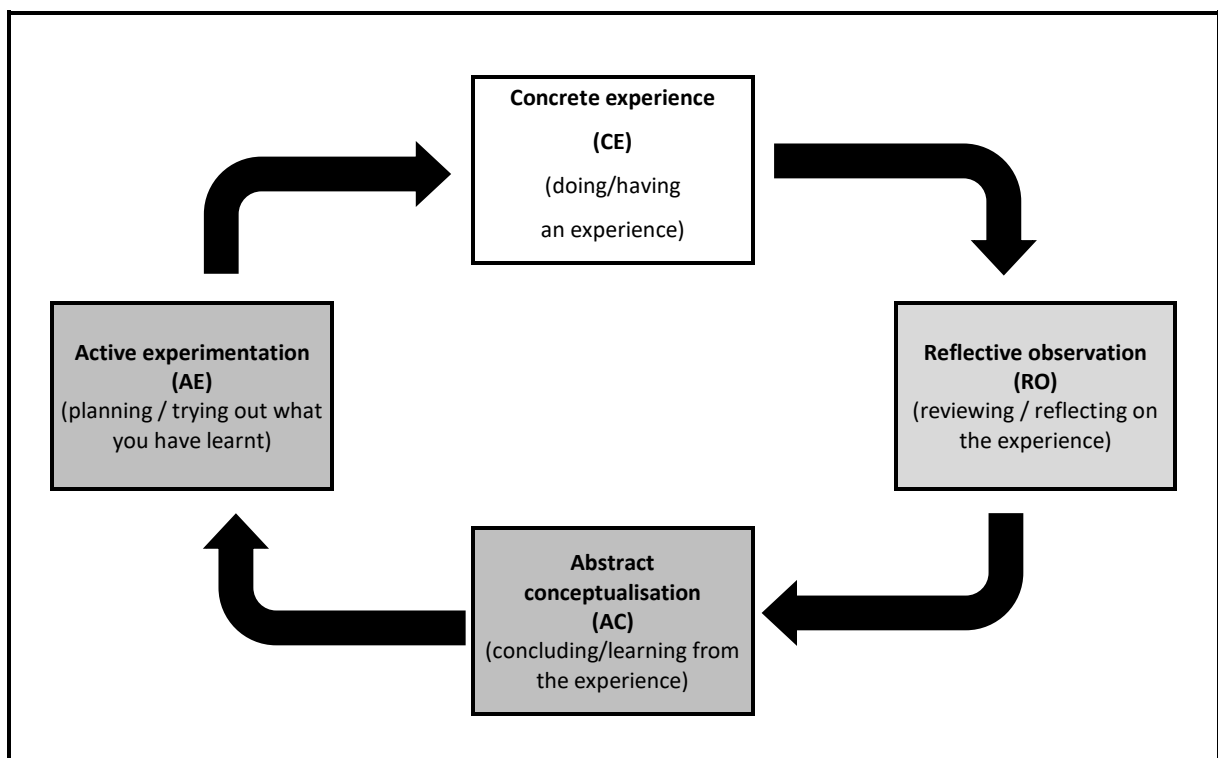 Concrete experience
(CE)
(doing/having
an experience)
Active experimentation
(AE)
(planning / trying out what
you have learnt)
Reflective observation
(RO)
(reviewing / reflecting on
the experience)
Abstract
conceptualisation
(AC)
(concluding/learning from
the experience)